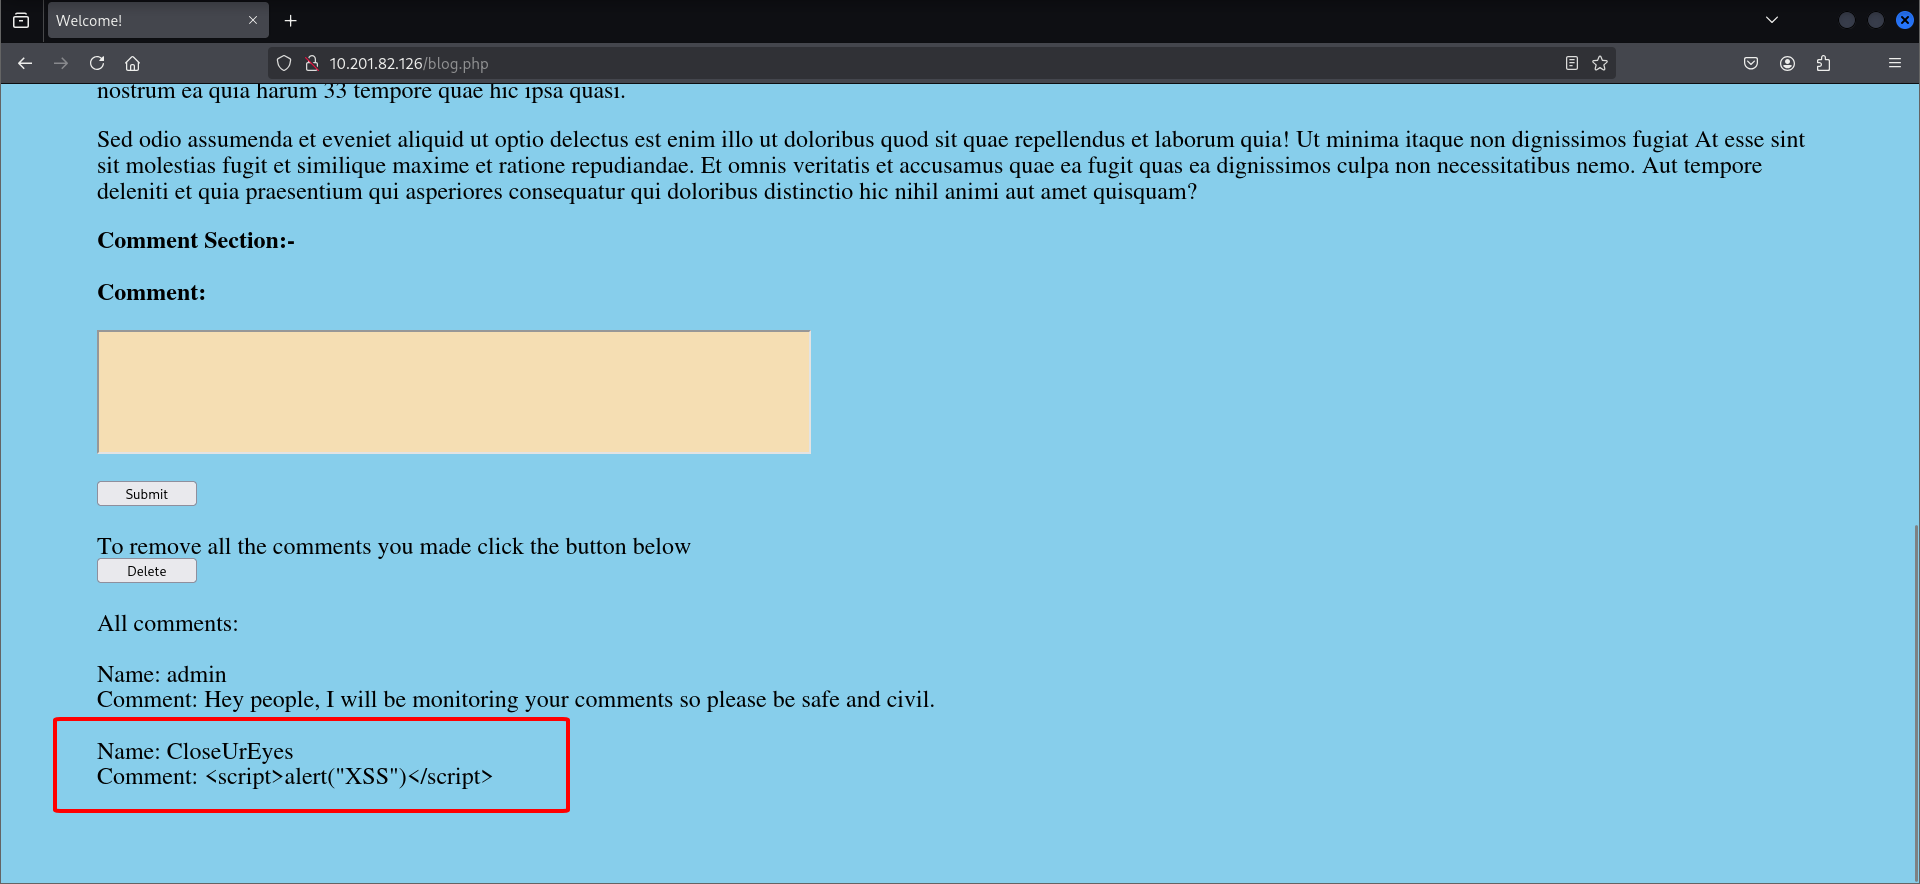 Welcome!
10.201.82.126/blog.php
nostrum ea quia harum 33 tempore quae hic ipsa quasi.
Sed odio assumenda et eveniet aliquid ut optio delectus est enim illo ut doloribus quod sit quae repellendus et laborum quia! Ut minima itaque non dignissimos fugiat At esse sint
sit molestias fugit et similique maxime et ratione repudiandae. Et omnis veritatis et accusamus quae ea fugit quas ea dignissimos culpa non necessitatibus nemo. Aut tempore
deleniti et quia praesentium qui asperiores consequatur qui doloribus distinctio hic nihil animi aut amet quisquam?
Comment Section:-
Comment:
Submit
To remove all the comments you made click the button below
Delete
All comments:
Name: admin
Comment: Hey people, I will be monitoring your comments so please be safe and civil.
Name: CloseUrEyes
Comment: <script>alert("XSS")</script>